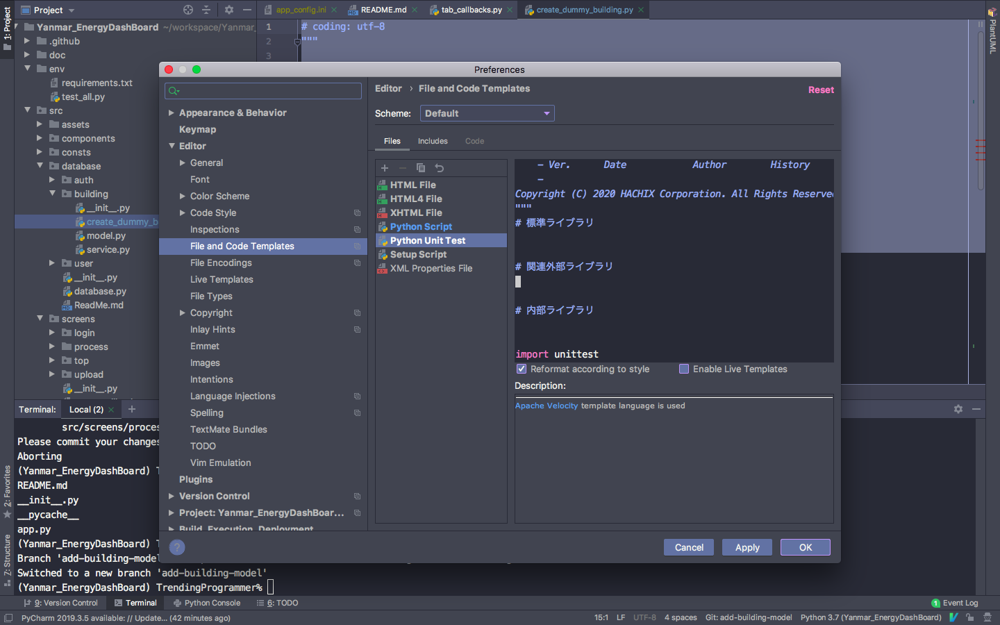 Project
app_config.ini
README.md
tab_callbacks.py
create_dummy_building.py
1: Project
PlantUML
Yanmar_EnergyDashBoard ~/workspace/Yanmar_
.github
doc
env
requirements.txt
test_all.py
src
assets
components
consts
database
auth
building
__init__.py
create_dummy_b
model.py
service.py
user
__init__.py
database.py
ReadMe.md
screens
login
process
top
upload
__init__.py
1
2
3
# coding: utf-8
"""
Preferences
Appearance & Behavior
Keymap
Editor
General
Font
Color Scheme
Code Style
Inspections
File and Code Templates
File Encodings
Live Templates
File Types
Copyright
Inlay Hints
Emmet
Images
Intentions
Language Injections
Spelling
TextMate Bundles
TODO
Vim Emulation
Plugins
Version Control
Project: Yanmar_EnergyDashBoar...
Build, Execution, Deployment
Editor › File and Code Templates
Reset
Scheme: Default
Files Includes Code
HTML File
HTML4 File
XHTML File
Python Script
Python Unit Test
Setup Script
XML Properties File
- Ver. Date Author History
-
Copyright (C) 2020 HACHIX Corporation. All Rights Reserve
"""
# 標準ライブラリ
# 関連外部ライブラリ
# 内部ライブラリ
import unittest
Reformat according to style
Enable Live Templates
Description:
Apache Velocity template language is used
? Cancel Apply OK
Terminal: Local (2)
src/screens/proces
Please commit your changes
Aborting
(Yanmar_EnergyDashBoard) T
README.md
__init__.py
__pycache__
app.py
(Yanmar_EnergyDashBoard) T
Branch 'add-building-model
Switched to a new branch 'add-building-model'
(Yanmar_EnergyDashBoard) TrendingProgrammer%
2: Favorites
7: Structure
9: Version Control
Terminal
Python Console
6: TODO
1 Event Log
PyCharm 2019.3.5 available: // Update... (42 minutes ago)
15:1 LF UTF-8 4 spaces Git: add-building-model Python 3.7 (Yanmar_EnergyDashBoard)